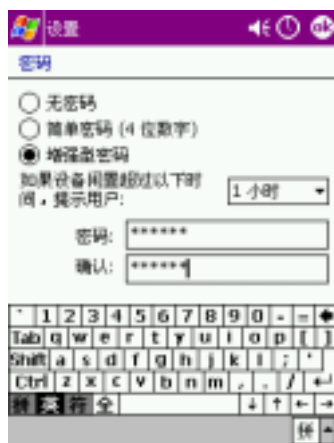 设置
ok
密码
无密码
简单密码 (4 位数字)
增强型密码
如果设备闲置超过以下时
间，提示用户:
1 小时
密码: ******
确认: ******
` 1 2 3 4 5 6 7 8 9 0 - =
Tab q w e r t y u i o p [ ]
Shift a s d f g h j k l ; '
Ctrl z x c v b n m , . /
拼 英 符 全
拼